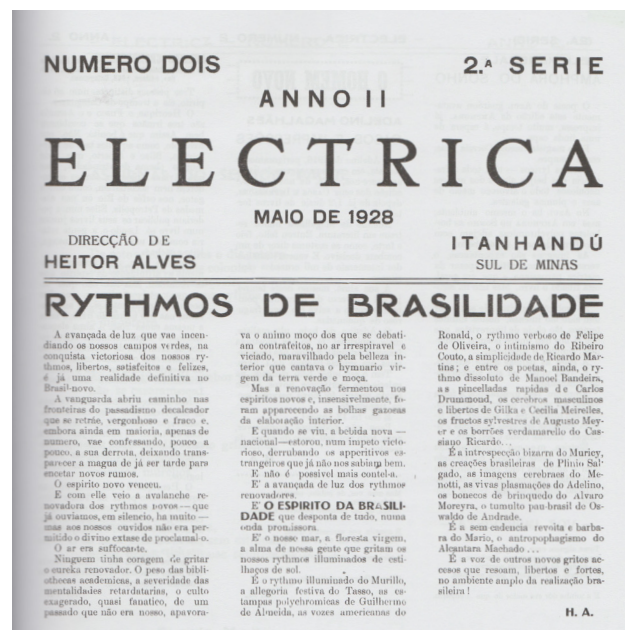 NUMERO DOIS
2.ª SERIE
ANNO II
ELECTRICA
MAIO DE 1928
DIRECÇÃO DE
HEITOR ALVES
ITANHANDÚ
SUL DE MINAS
RYTHMOS DE BRASILIDADE
A avançada de luz que vae incen-
diando os nossos campos verdes, na
conquista victoriosa dos nossos ry-
thmos, libertos, satisfeitos e felizes,
é já uma realidade definitiva no
Brasil-novo.
A vanguarda abriu caminho nas
fronteiras do passadismo decalcador
que se retráe, vergonhoso e fraco e,
embora ainda em maioria, apenas de
numero, vae confessando, pouco a
pouco, a sua derrota, deixando trans-
parecer a magua de já ser tarde para
encetar novos rumos.
O espirito novo venceu.
E com elle veio a avalanche re-
novadora dos rythmos novos — que
já ouviamos, em silencio, ha muito —
mas aos nossos ouvidos não era per-
mittido o divino extase de proclamal-o.
O ar era suffocante.
Ninguem tinha coragem de gritar
o eureka renovador. O peso das bibli-
othecas academicas, a severidade das
mentalidades retardatarias, o culto
exagerado, quasi fanatico, de um
passado que não era nosso, apavora-
va o animo moço dos que se debati-
am contrafeitos, no ar irrespiravel e
viciado, maravilhado pela belleza in-
terior que cantava o hymnario vir-
gem da terra verde e moça.
Mas a renovação fermentou nos
espiritos novos e, insensivelmente, fo-
ram apparecendo as bolhas gazosas
da elaboração interior.
E quando se viu, a bebida nova —
nacional—estorou, num impeto victo-
rioso, derrubando os apperitivos es-
trangeiros que já não nos sabiam bem.
E não é possivel mais contel-a.
E' a avançada de luz dos rythmos
renovadores.
E' O ESPIRITO DA BRASILI-
DADE que desponta de tudo, numa
onda promissora.
E' o nosso mar, a floresta virgem,
a alma de nossa gente que gritam os
nossos rythmos illuminados de esti-
lhaços de sol.
E o rythmo illuminado do Murillo,
a allegoria festiva do Tasso, as es-
tampas polychromicas de Guilherme
de Almeida, as vozes americanas do
Ronald, o rythmo verboso de Felipe
de Oliveira, o intimismo do Ribeiro
Couto, a simplicidade de Ricardo Mar-
tins; e entre os poetas, ainda, o ry-
thmo dissoluto de Manoel Bandeira,
as pincelladas rapidas de Carlos
Drummond, os cerebros masculinos
e libertos de Gilka e Cecilia Meirelles,
os fructos sylvestres de Augusto Mey-
er e os borrões verdamarello do Cas-
siano Ricardo...
É a introspecção bizarra do Muricy,
as creações brasileiras de Plinio Sal-
gado, as imagens cerebraes do Me-
notti, as vivas plasmações do Adelino,
os bonecos de brinquedo do Alvaro
Moreyra, o tumulto pau-brasil de Os-
waldo de Andrade.
É a sem cadencia revolta e barba-
ra do Mario, o antropophagismo do
Alcantara Machado...
É a voz de outros novos gritos ac-
cesos que resoam, libertos e fortes,
no ambiente amplo da realização bra-
sileira!
H. A.